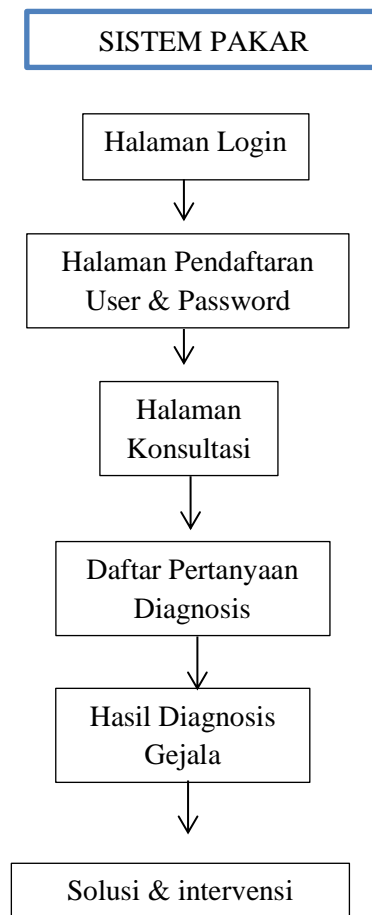 SISTEM PAKAR
Halaman Login
Halaman Pendaftaran
User & Password
Halaman
Konsultasi
Daftar Pertanyaan
Diagnosis
Hasil Diagnosis
Gejala
Solusi & intervensi